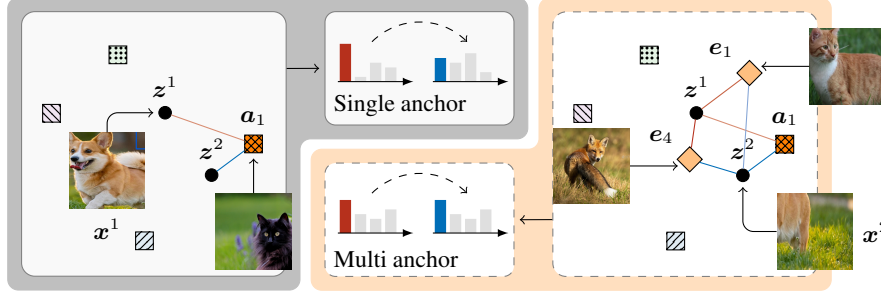 z¹
a₁
z²
x¹
Single anchor
Multi anchor
e₁
z¹
a₁
e₄
z²